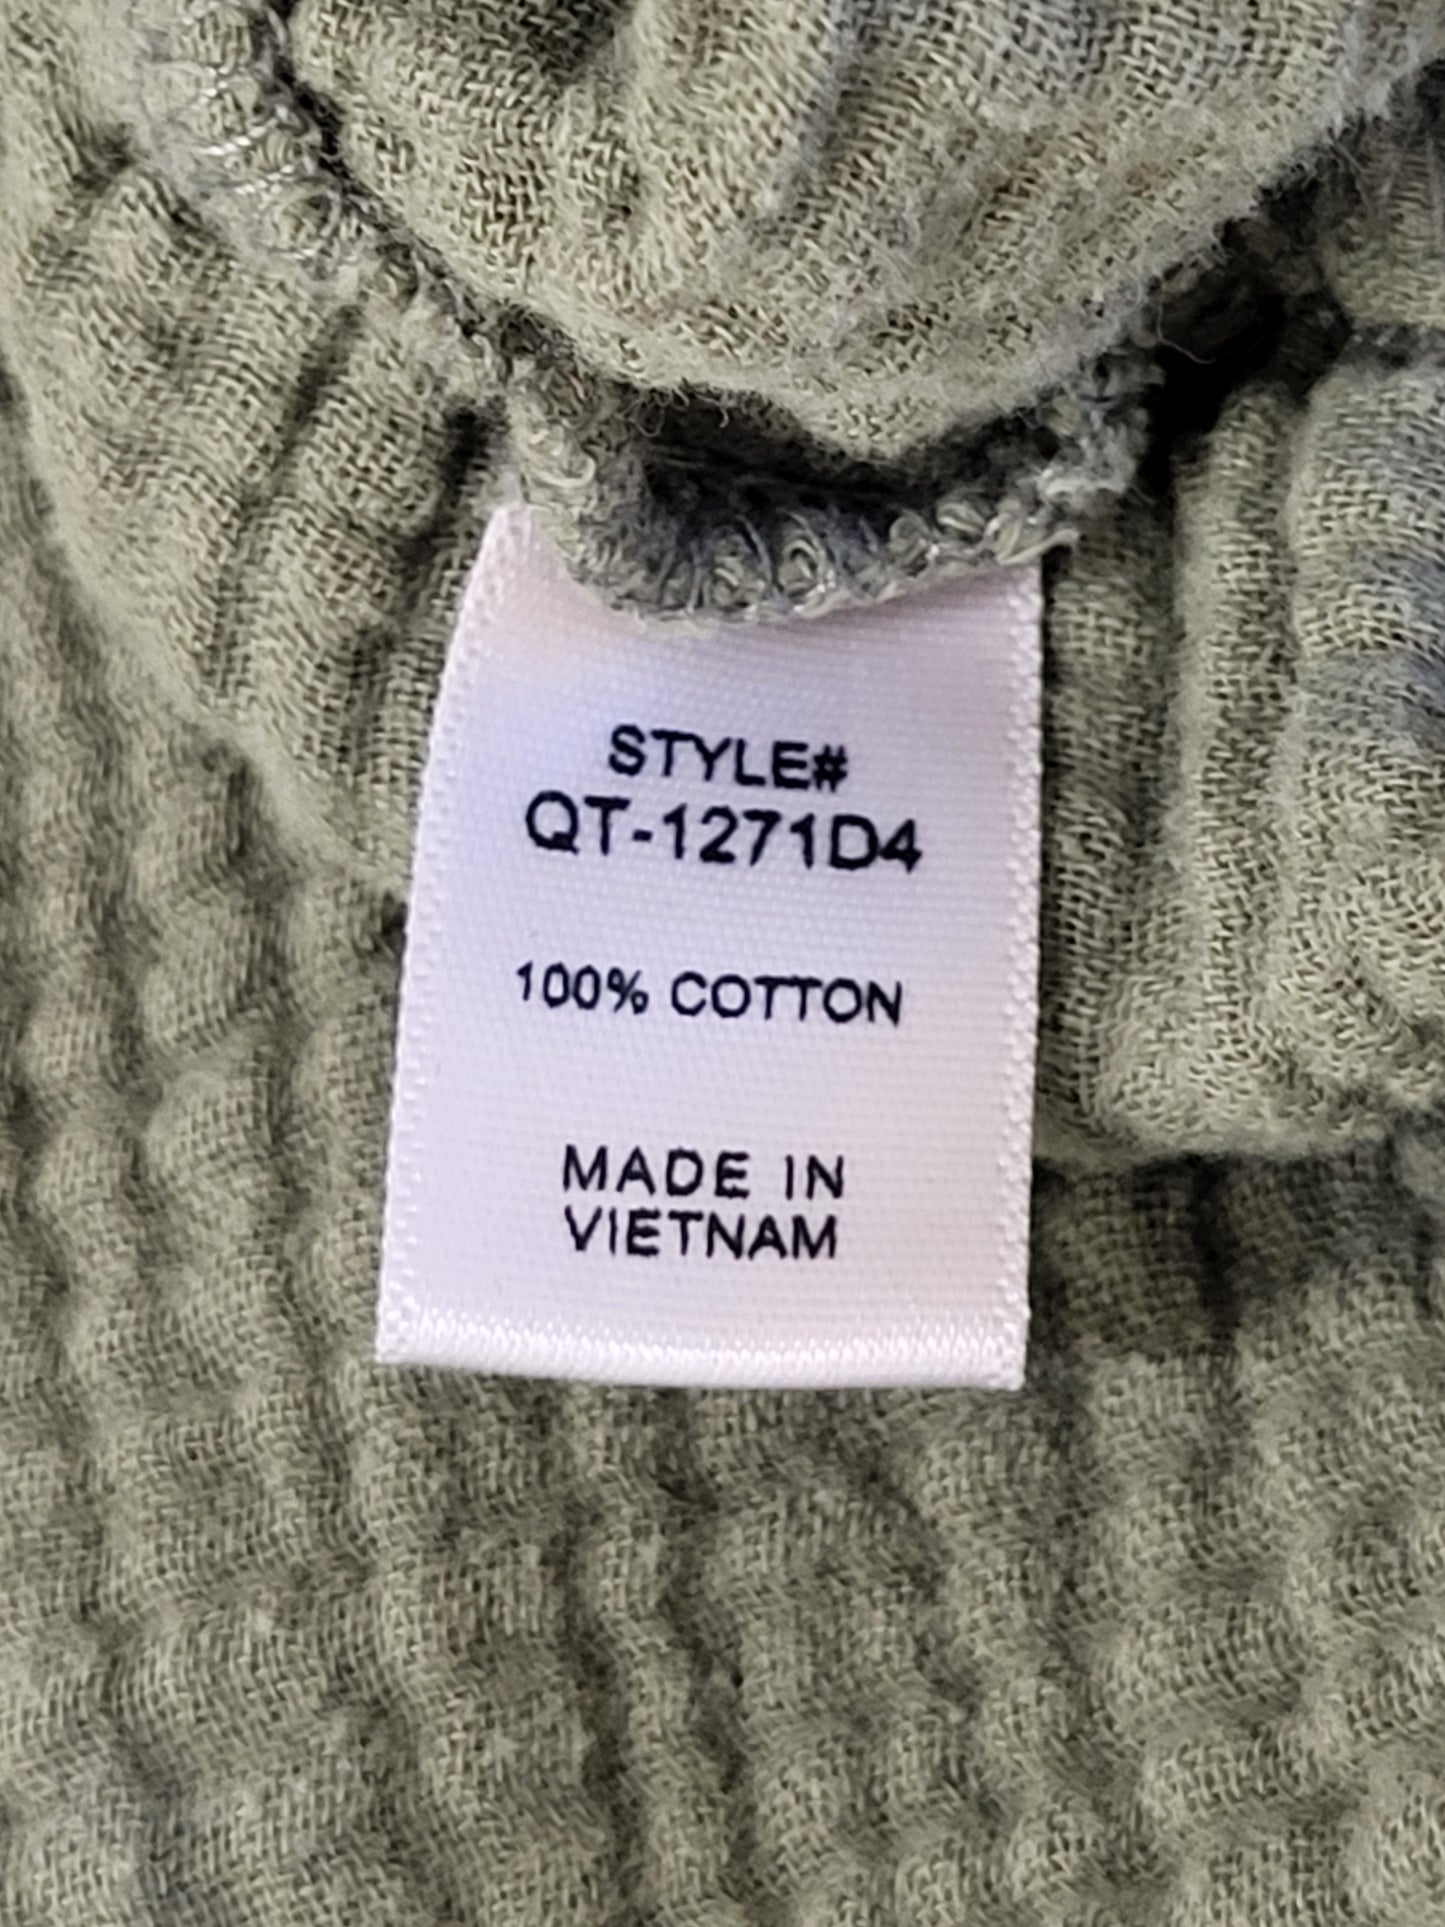 STYLE#
QT-1271D4
100% COTTON
MADE IN
VIETNAM